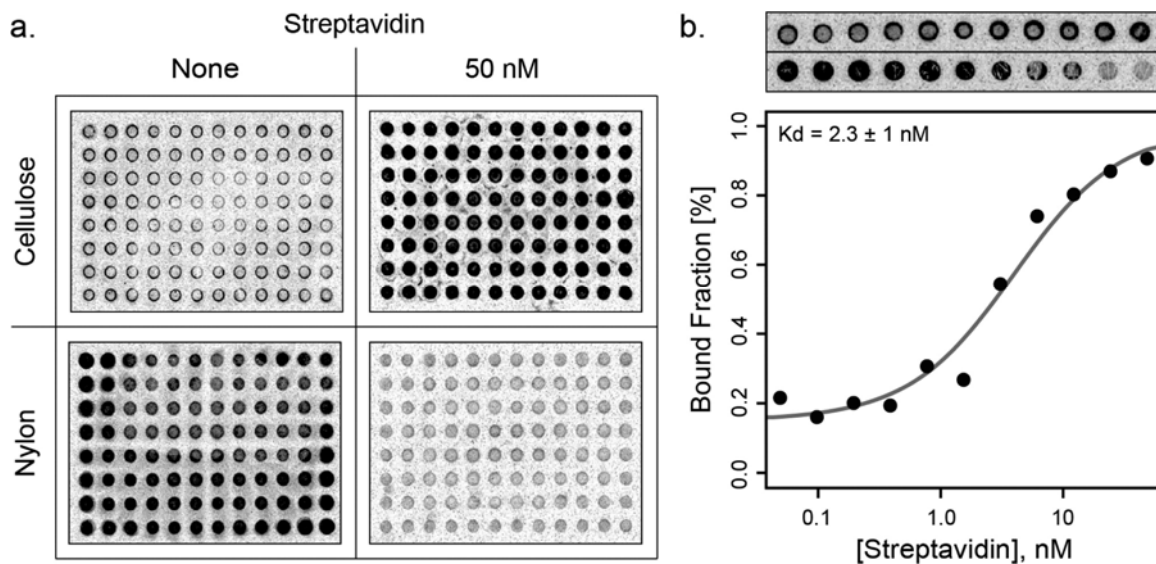 a.
Streptavidin
None 50 nM
Cellulose
Nylon
b.
Kd = 2.3 ± 1 nM
Bound Fraction [%]
1.0
0.8
0.6
0.4
0.2
0.0
0.1 1.0 10
[Streptavidin], nM